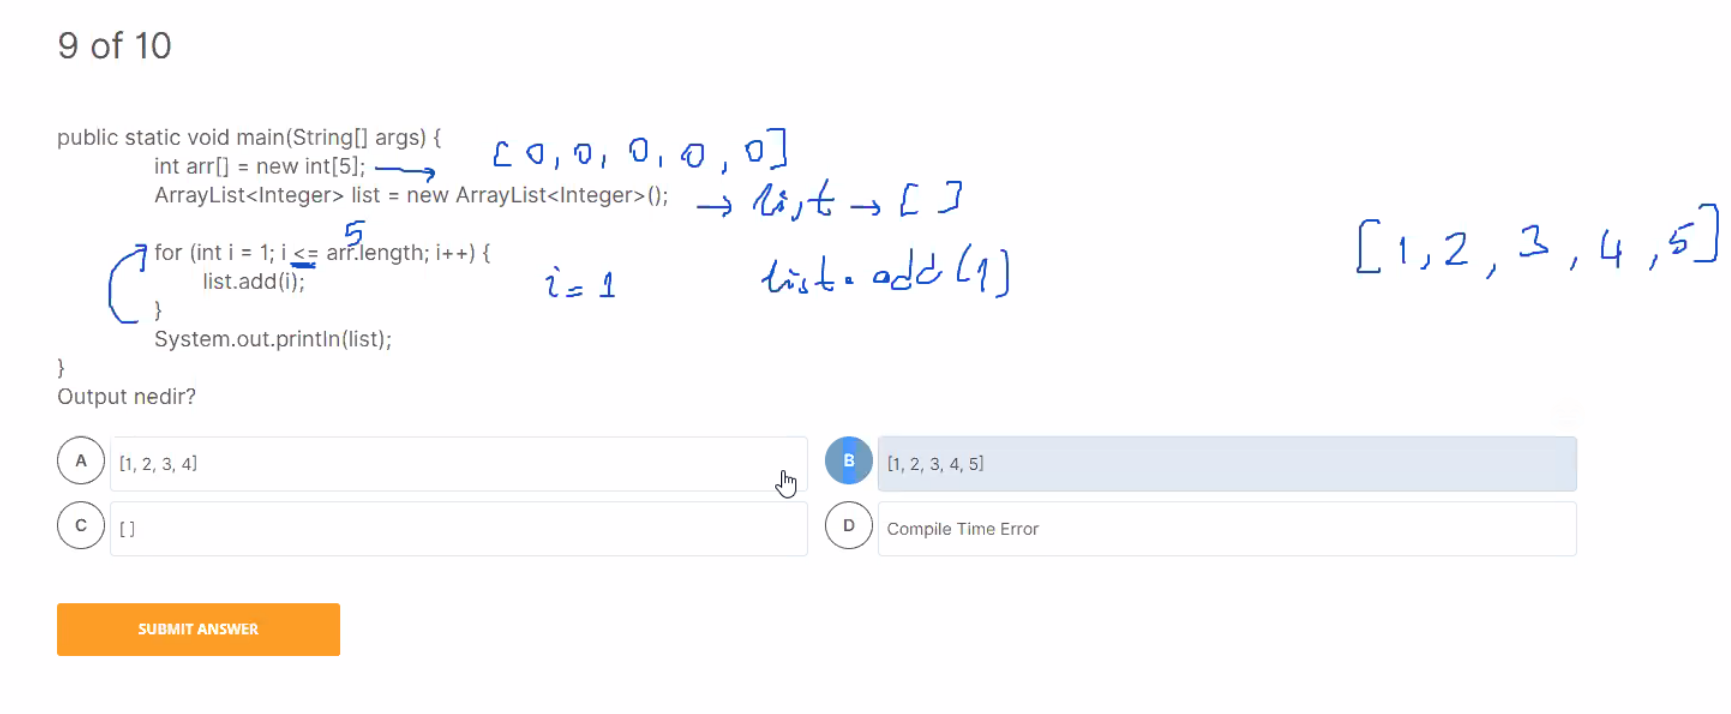 9 of 10
public static void main(String[] args) {
int arr[] = new int[5]; → [0, 0, 0, 0, 0]
ArrayList<Integer> list = new ArrayList<Integer>(); → list → [ ]
5
for (int i = 1; i <= arr.length; i++) {
[1, 2, 3, 4, 5]
list.add(i); i = 1 list.add(1)
}
System.out.println(list);
}
Output nedir?
A [1, 2, 3, 4]
B [1, 2, 3, 4, 5]
C [ ]
D Compile Time Error
SUBMIT ANSWER